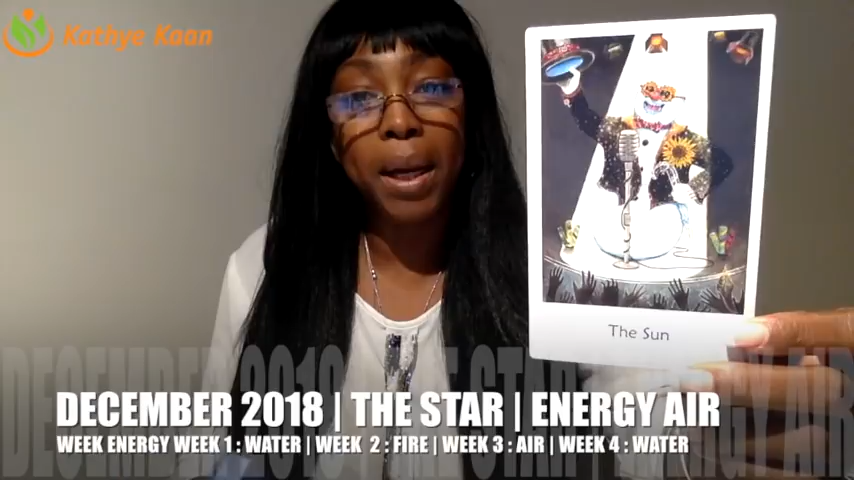 Kathye Kaan
The Sun
DECEMBER 2018 | THE STAR | ENERGY AIR
WEEK ENERGY WEEK 1 : WATER | WEEK 2 : FIRE | WEEK 3 : AIR | WEEK 4 : WATER